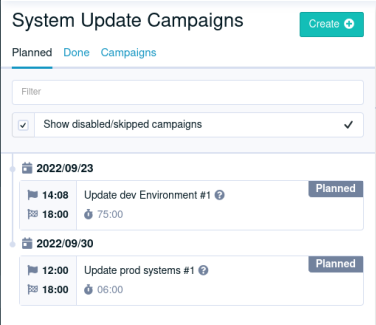 System Update Campaigns
Create
Planned Done Campaigns
Filter
Show disabled/skipped campaigns
2022/09/23
Planned
14:08 Update dev Environment #1 ?
18:00 75:00
2022/09/30
Planned
12:00 Update prod systems #1 ?
18:00 06:00